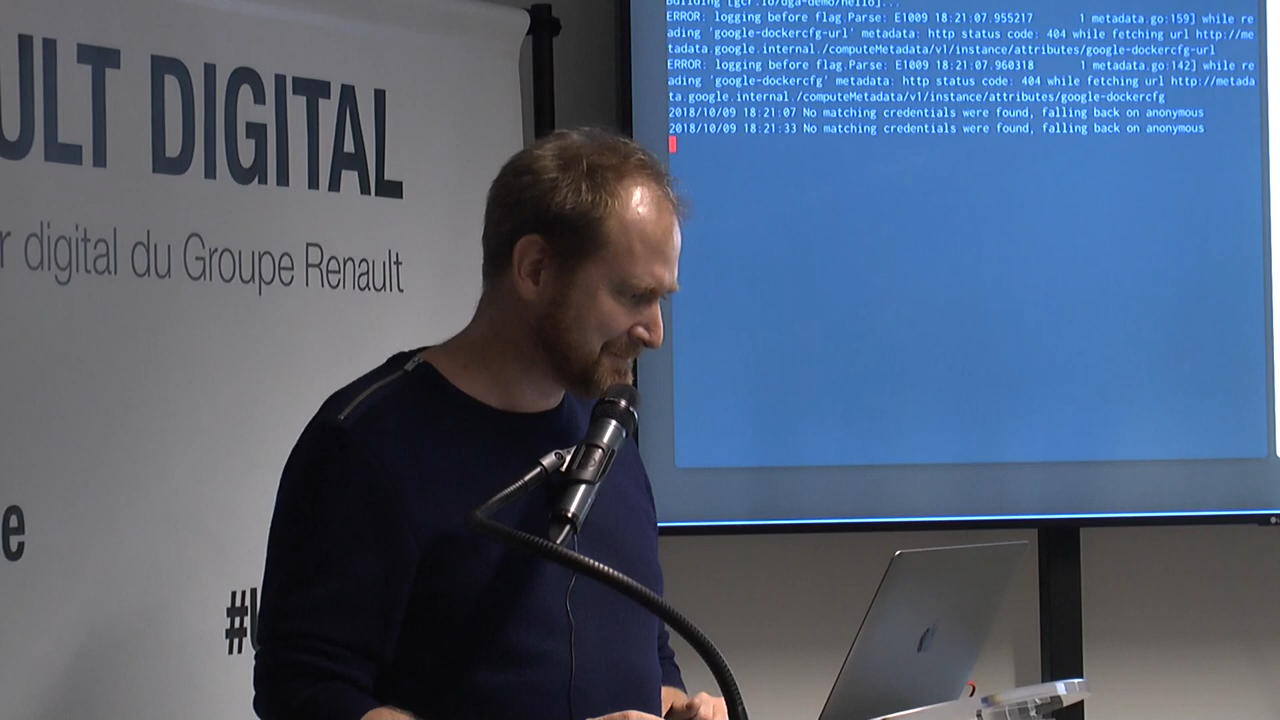 ULT DIGITAL
r digital du Groupe Renault
e
#U
Building [gcr.io/dga-demo/hello]...
ERROR: logging before flag.Parse: E1009 18:21:07.955217 1 metadata.go:159] while re
ading 'google-dockercfg-url' metadata: http status code: 404 while fetching url http://me
tadata.google.internal./computeMetadata/v1/instance/attributes/google-dockercfg-url
ERROR: logging before flag.Parse: E1009 18:21:07.960318 1 metadata.go:142] while re
ading 'google-dockercfg' metadata: http status code: 404 while fetching url http://metada
ta.google.internal./computeMetadata/v1/instance/attributes/google-dockercfg
2018/10/09 18:21:07 No matching credentials were found, falling back on anonymous
2018/10/09 18:21:33 No matching credentials were found, falling back on anonymous